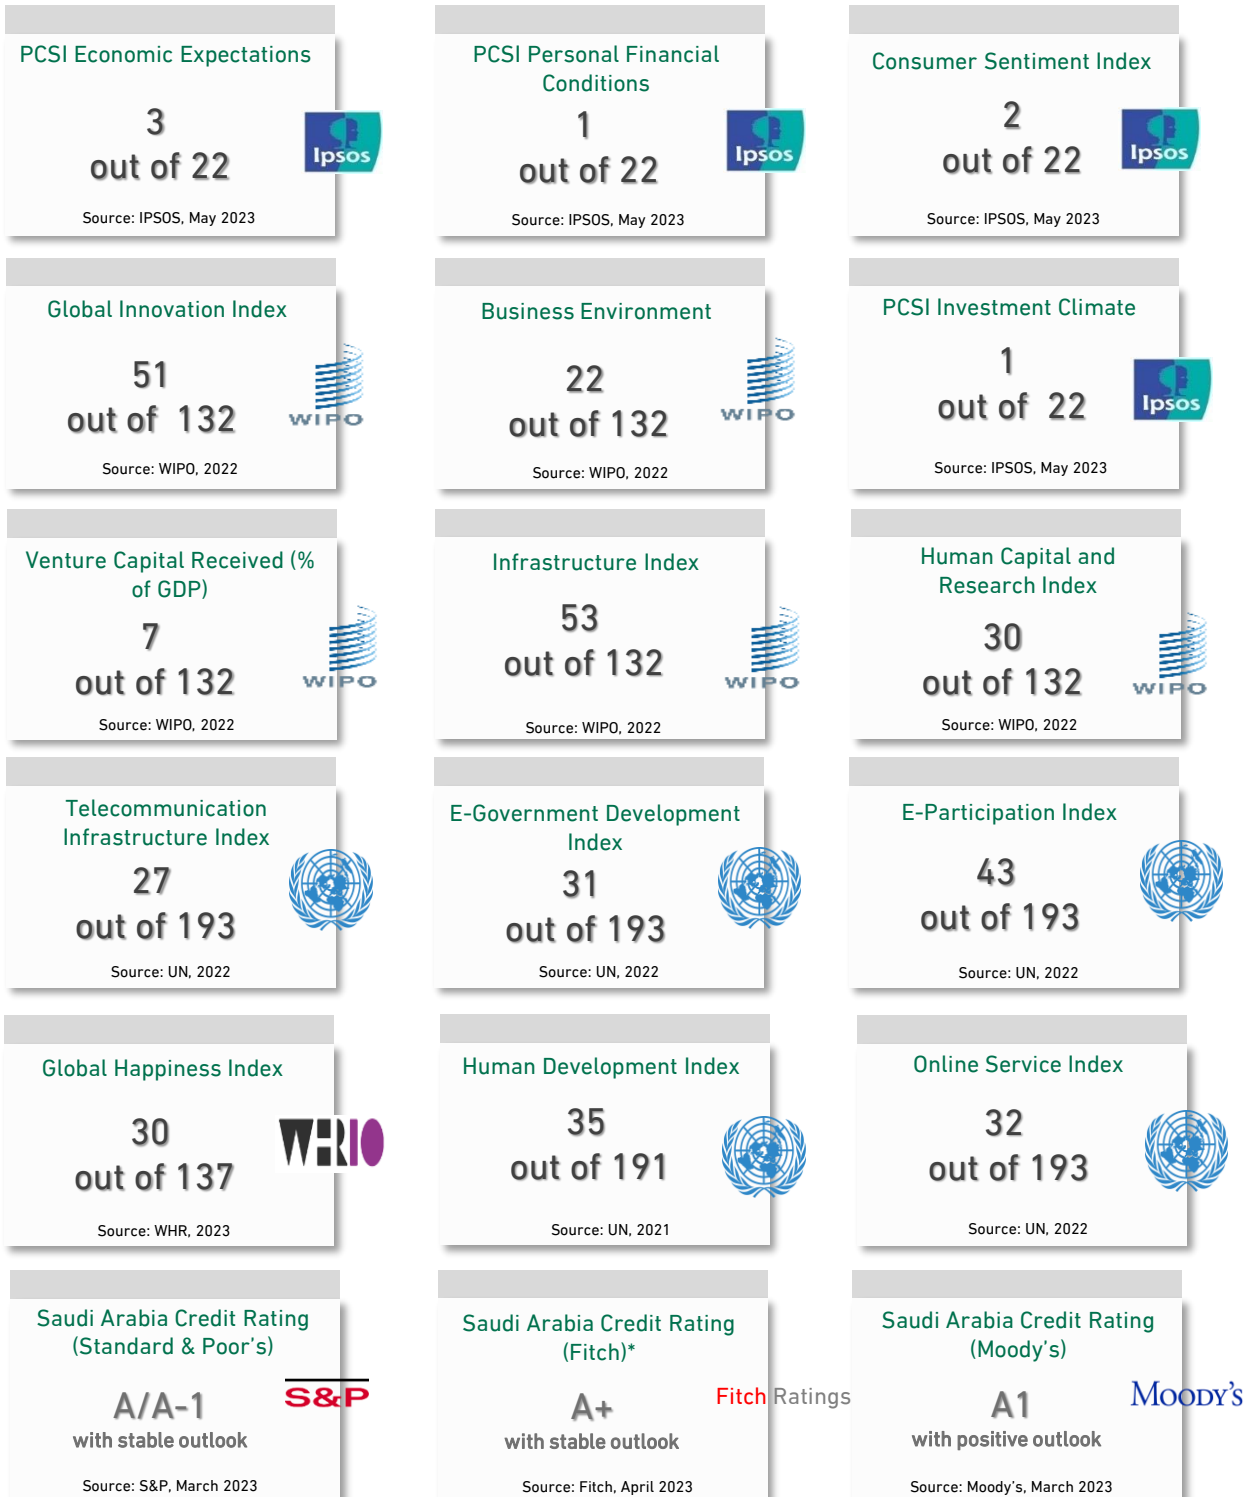 PCSI Economic Expectations
3
out of 22
Ipsos
Source: IPSOS, May 2023
PCSI Personal Financial
Conditions
1
out of 22
Ipsos
Source: IPSOS, May 2023
Consumer Sentiment Index
2
out of 22
Ipsos
Source: IPSOS, May 2023
Global Innovation Index
51
out of 132
WIPO
Source: WIPO, 2022
Business Environment
22
out of 132
WIPO
Source: WIPO, 2022
PCSI Investment Climate
1
out of 22
Ipsos
Source: IPSOS, May 2023
Venture Capital Received (%
of GDP)
7
out of 132
WIPO
Source: WIPO, 2022
Infrastructure Index
53
out of 132
WIPO
Source: WIPO, 2022
Human Capital and
Research Index
30
out of 132
WIPO
Source: WIPO, 2022
Telecommunication
Infrastructure Index
27
out of 193
Source: UN, 2022
E-Government Development
Index
31
out of 193
Source: UN, 2022
E-Participation Index
43
out of 193
Source: UN, 2022
Global Happiness Index
30
out of 137
WHR10
Source: WHR, 2023
Human Development Index
35
out of 191
Source: UN, 2021
Online Service Index
32
out of 193
Source: UN, 2022
Saudi Arabia Credit Rating
(Standard & Poor's)
A/A-1
with stable outlook
S&P
Source: S&P, March 2023
Saudi Arabia Credit Rating
(Fitch)*
A+
with stable outlook
Fitch Ratings
Source: Fitch, April 2023
Saudi Arabia Credit Rating
(Moody's)
A1
with positive outlook
MOODY'S
Source: Moody's, March 2023